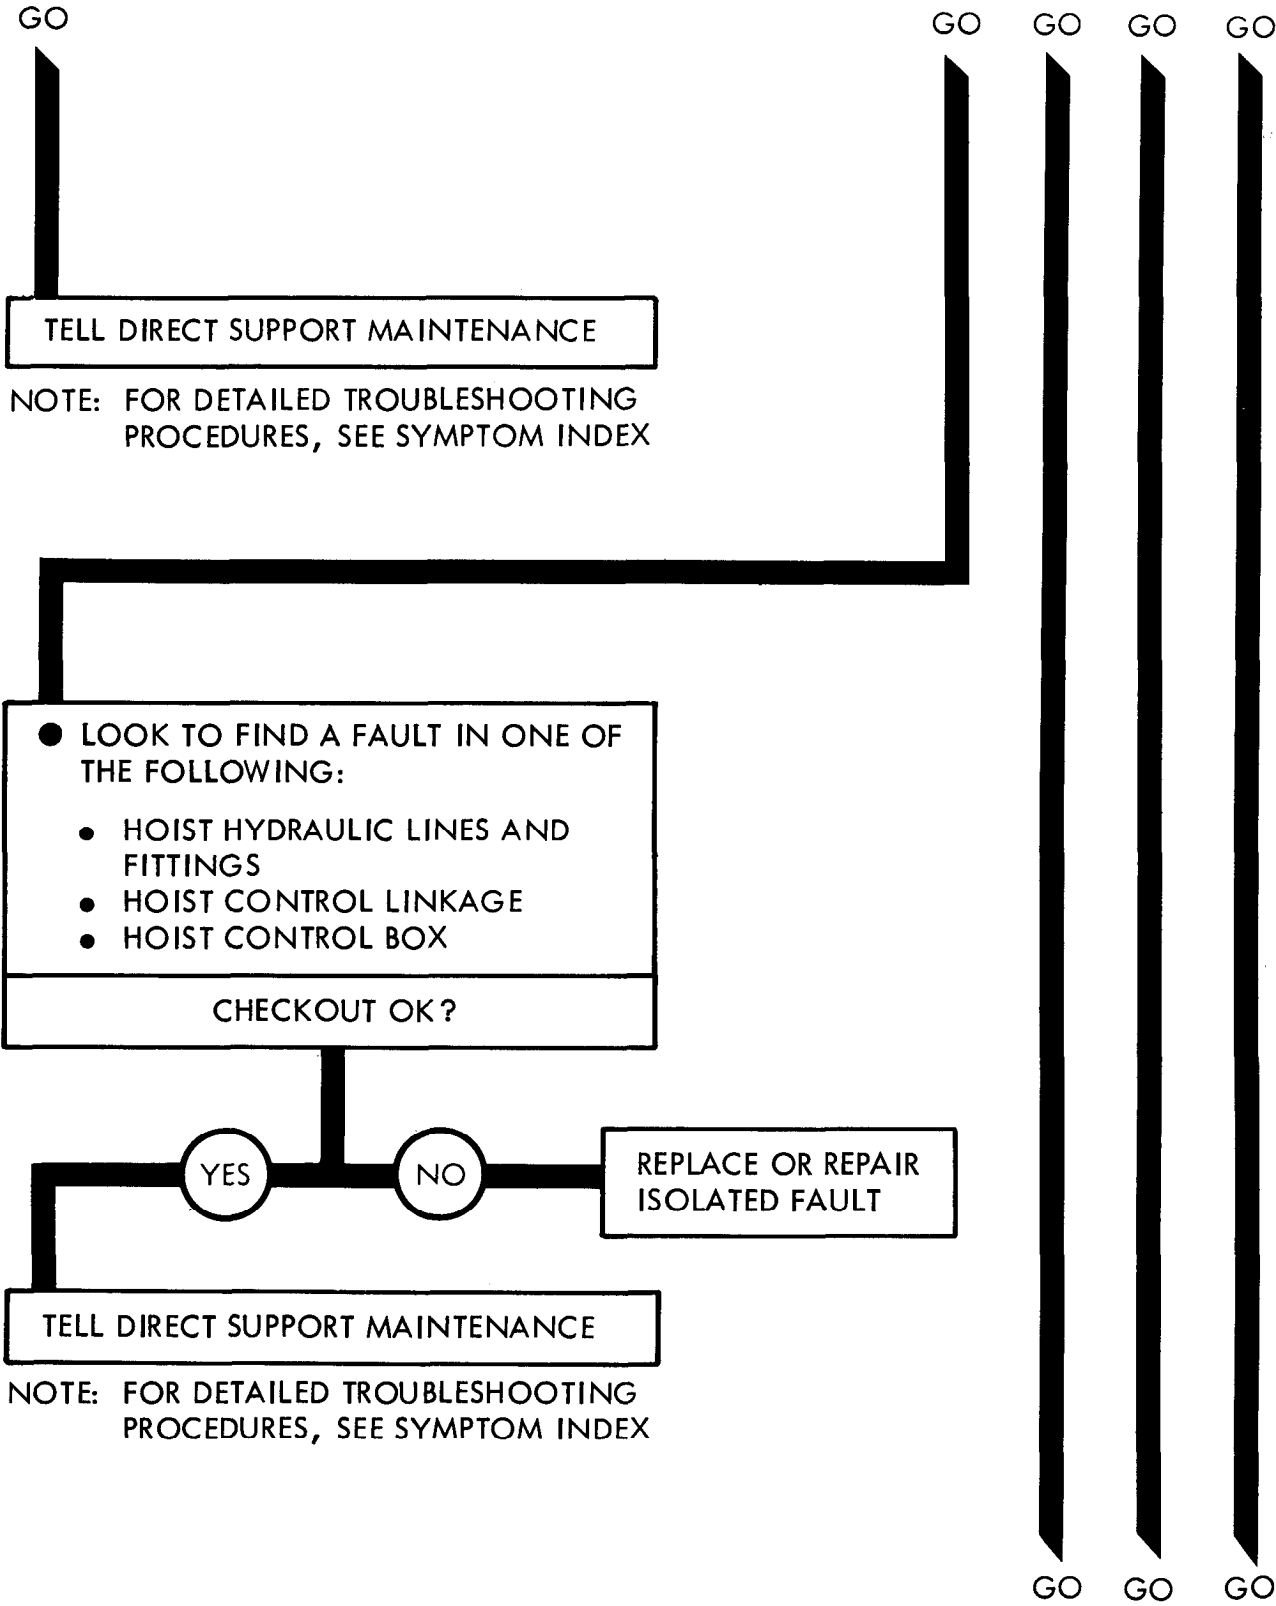 GO
GO
GO
GO
GO
TELL DIRECT SUPPORT MAINTENANCE
NOTE: FOR DETAILED TROUBLESHOOTING
PROCEDURES, SEE SYMPTOM INDEX
● LOOK TO FIND A FAULT IN ONE OF
THE FOLLOWING:
● HOIST HYDRAULIC LINES AND
FITTINGS
● HOIST CONTROL LINKAGE
● HOIST CONTROL BOX
CHECKOUT OK?
YES
NO
REPLACE OR REPAIR
ISOLATED FAULT
TELL DIRECT SUPPORT MAINTENANCE
NOTE: FOR DETAILED TROUBLESHOOTING
PROCEDURES, SEE SYMPTOM INDEX
GO
GO
GO